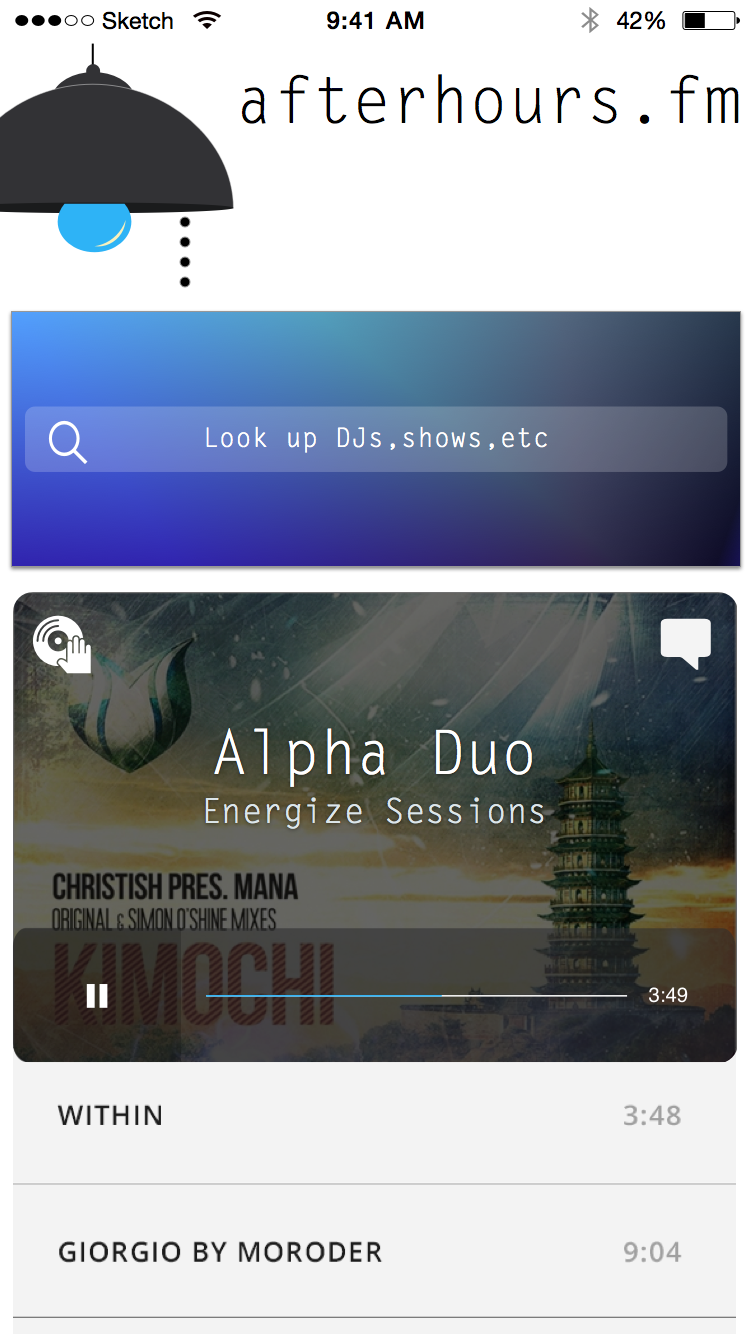 Sketch 9:41 AM 42%
afterhours.fm
Look up DJs,shows,etc
Alpha Duo
Energize Sessions
CHRISTISH PRES. MANA
ORIGINAL & SIMON O'SHINE MIXES
KIMOCHI
3:49
WITHIN 3:48
GIORGIO BY MORODER 9:04